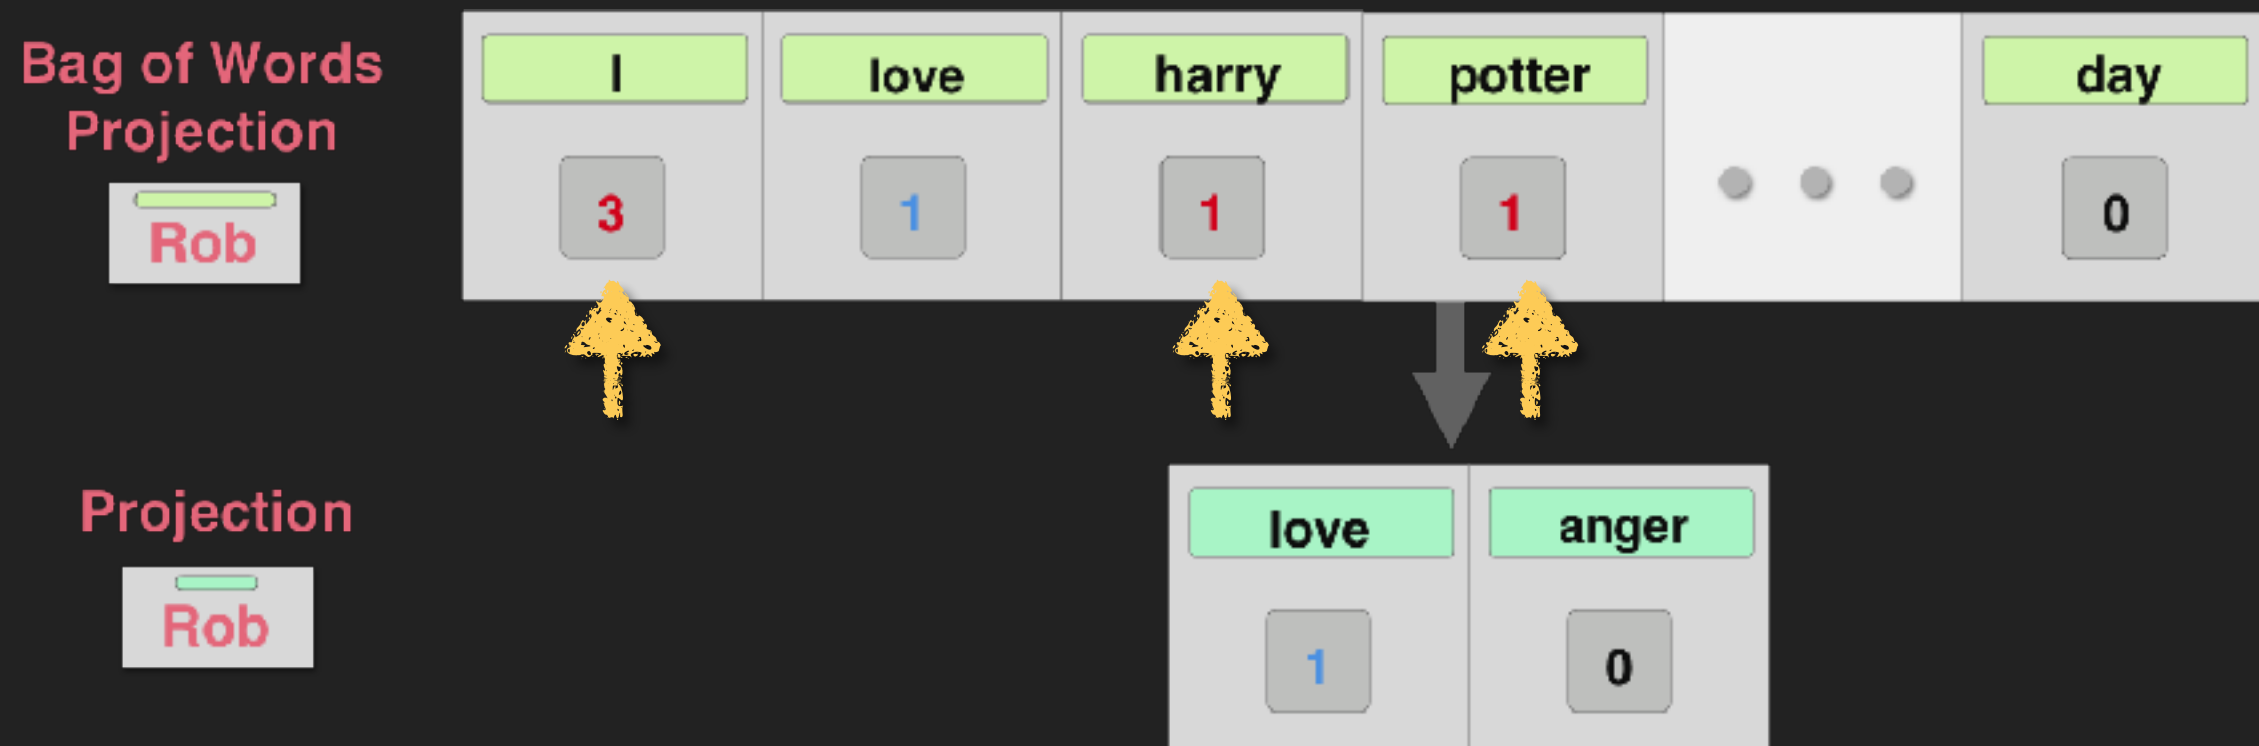 Bag of Words
Projection
Rob
I love harry potter day
3 1 1 1 0
Projection
Rob
love anger
1 0